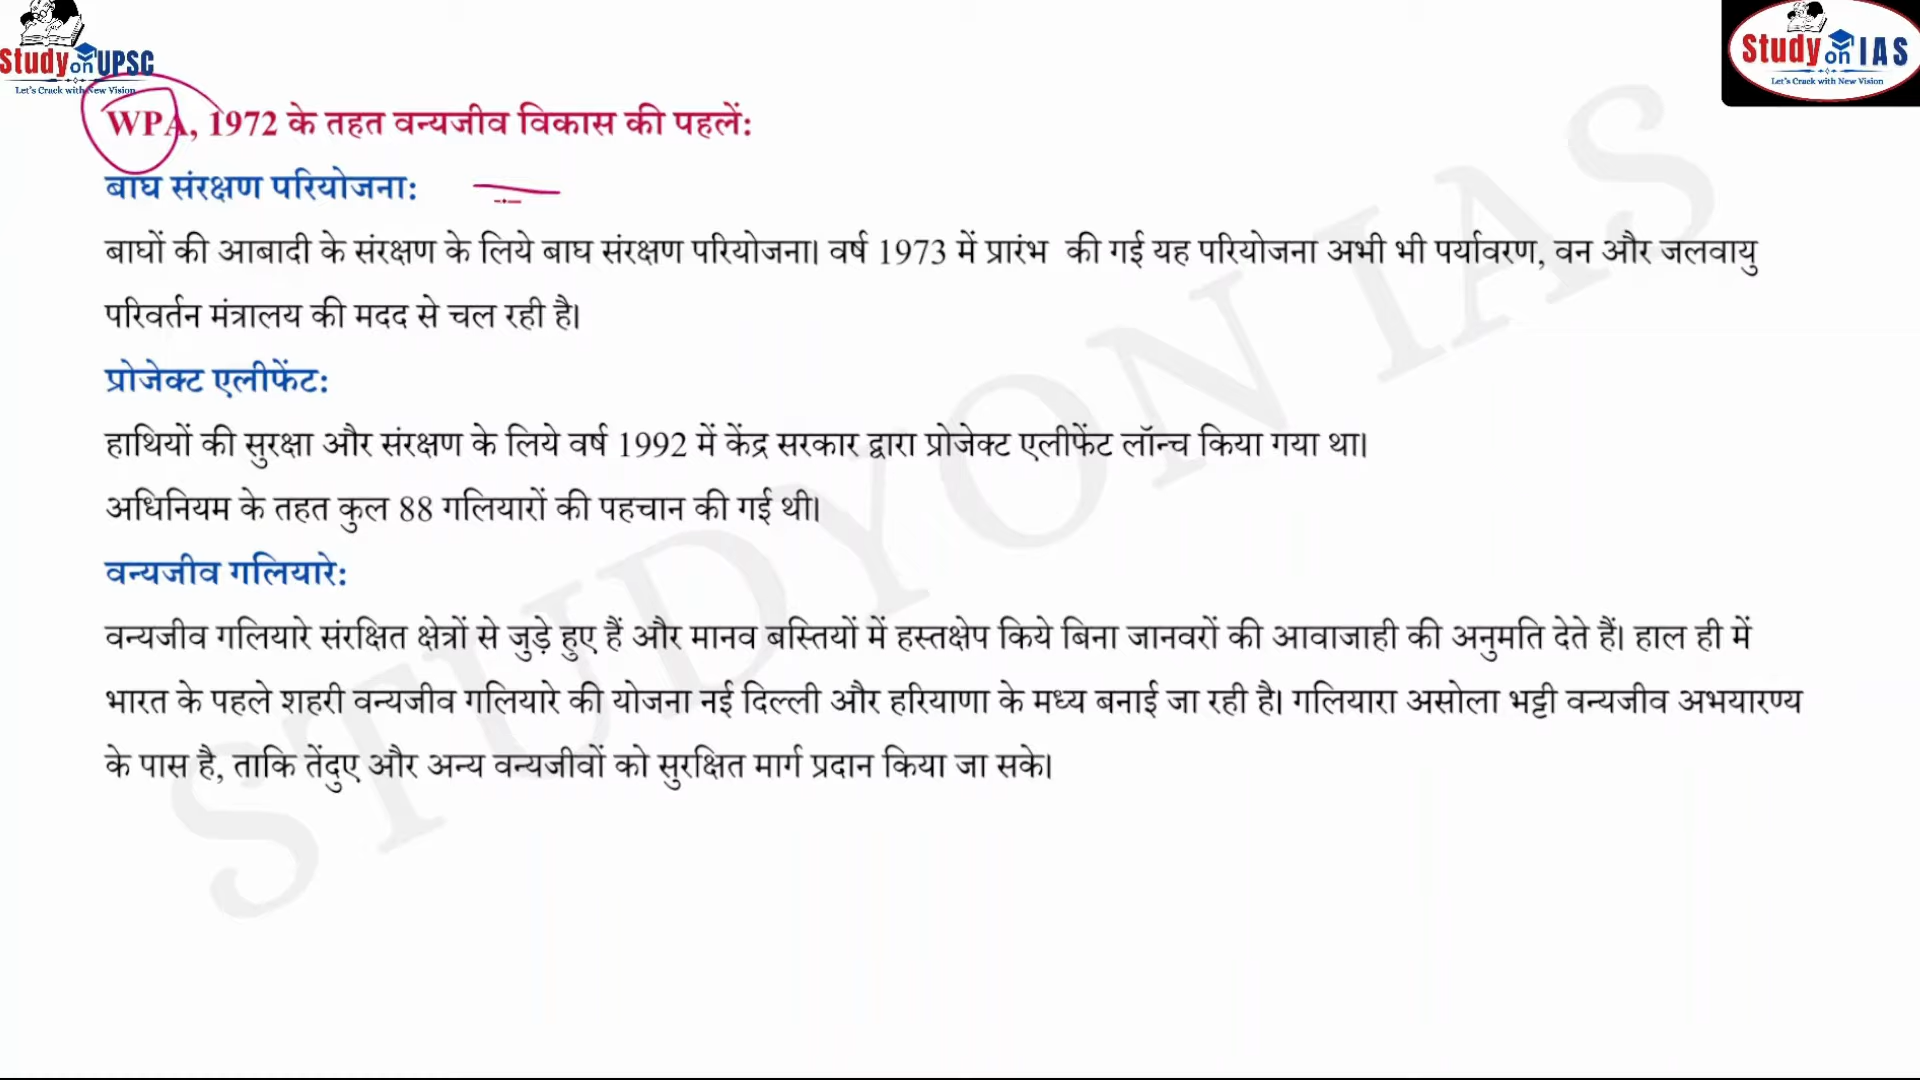 Study on UPSC
Let's Crack with New Vision
Study on IAS
Let's Crack with New Vision
WPA, 1972 के तहत वन्यजीव विकास की पहलें:
बाघ संरक्षण परियोजना:
बाघों की आबादी के संरक्षण के लिये बाघ संरक्षण परियोजना। वर्ष 1973 में प्रारंभ की गई यह परियोजना अभी भी पर्यावरण, वन और जलवायु
परिवर्तन मंत्रालय की मदद से चल रही है।
प्रोजेक्ट एलीफेंट:
हाथियों की सुरक्षा और संरक्षण के लिये वर्ष 1992 में केंद्र सरकार द्वारा प्रोजेक्ट एलीफेंट लॉन्च किया गया था।
अधिनियम के तहत कुल 88 गलियारों की पहचान की गई थी।
वन्यजीव गलियारे:
वन्यजीव गलियारे संरक्षित क्षेत्रों से जुड़े हुए हैं और मानव बस्तियों में हस्तक्षेप किये बिना जानवरों की आवाजाही की अनुमति देते हैं। हाल ही में
भारत के पहले शहरी वन्यजीव गलियारे की योजना नई दिल्ली और हरियाणा के मध्य बनाई जा रही है। गलियारा असोला भट्टी वन्यजीव अभयारण्य
के पास है, ताकि तेंदुए और अन्य वन्यजीवों को सुरक्षित मार्ग प्रदान किया जा सके।
STUDYON IAS